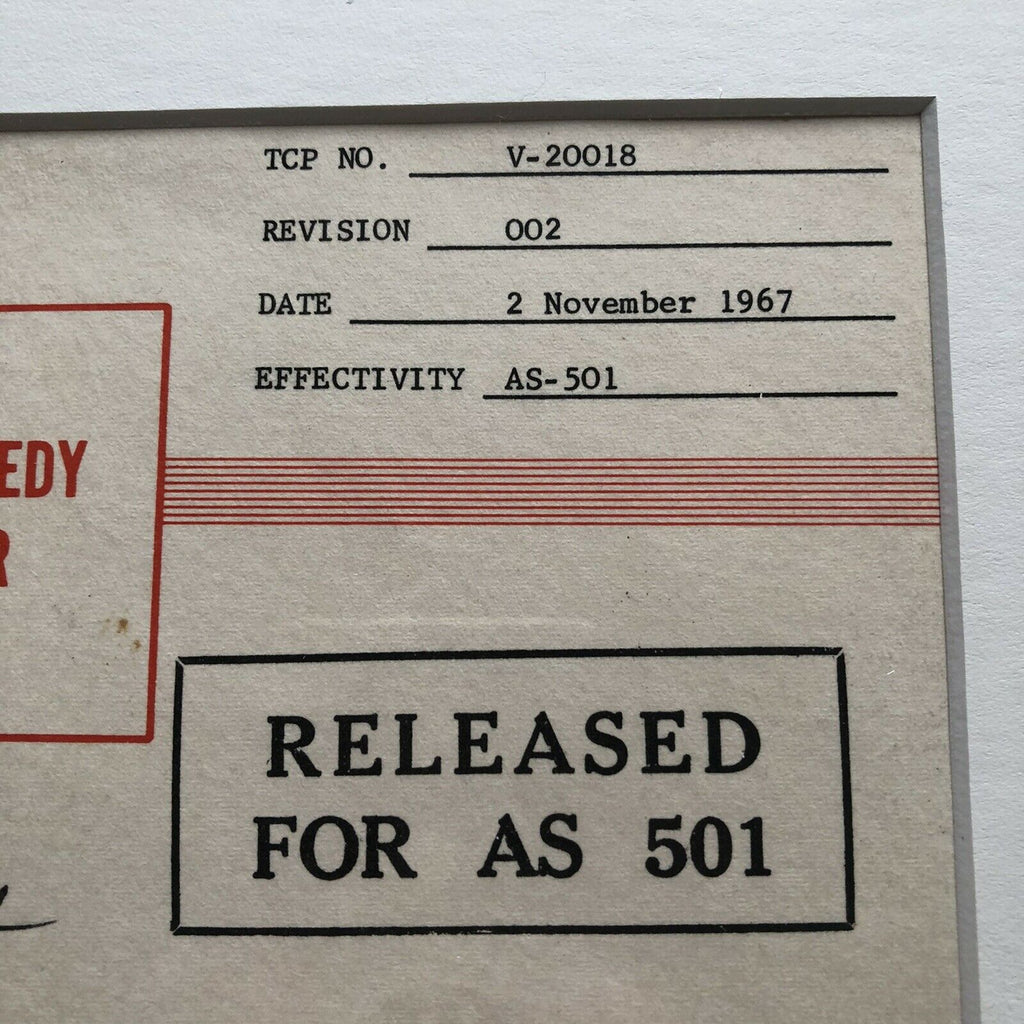 TCP NO. V-20018
REVISION 002
DATE 2 November 1967
EFFECTIVITY AS-501
EDY
R
RELEASED
FOR AS 501